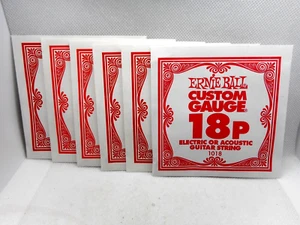 ERNIE BALL
CUSTOM
GAUGE
18P
ELECTRIC OR ACOUSTIC
GUITAR STRING
1018